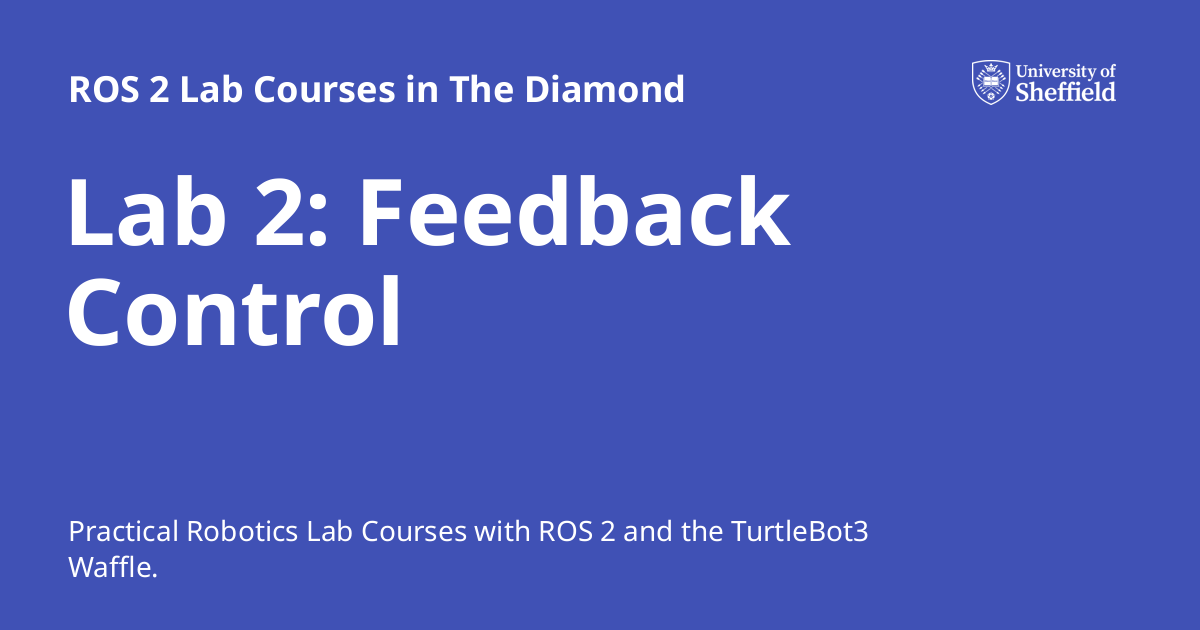 ROS 2 Lab Courses in The Diamond
University of
Sheffield
Lab 2: Feedback
Control
Practical Robotics Lab Courses with ROS 2 and the TurtleBot3
Waffle.